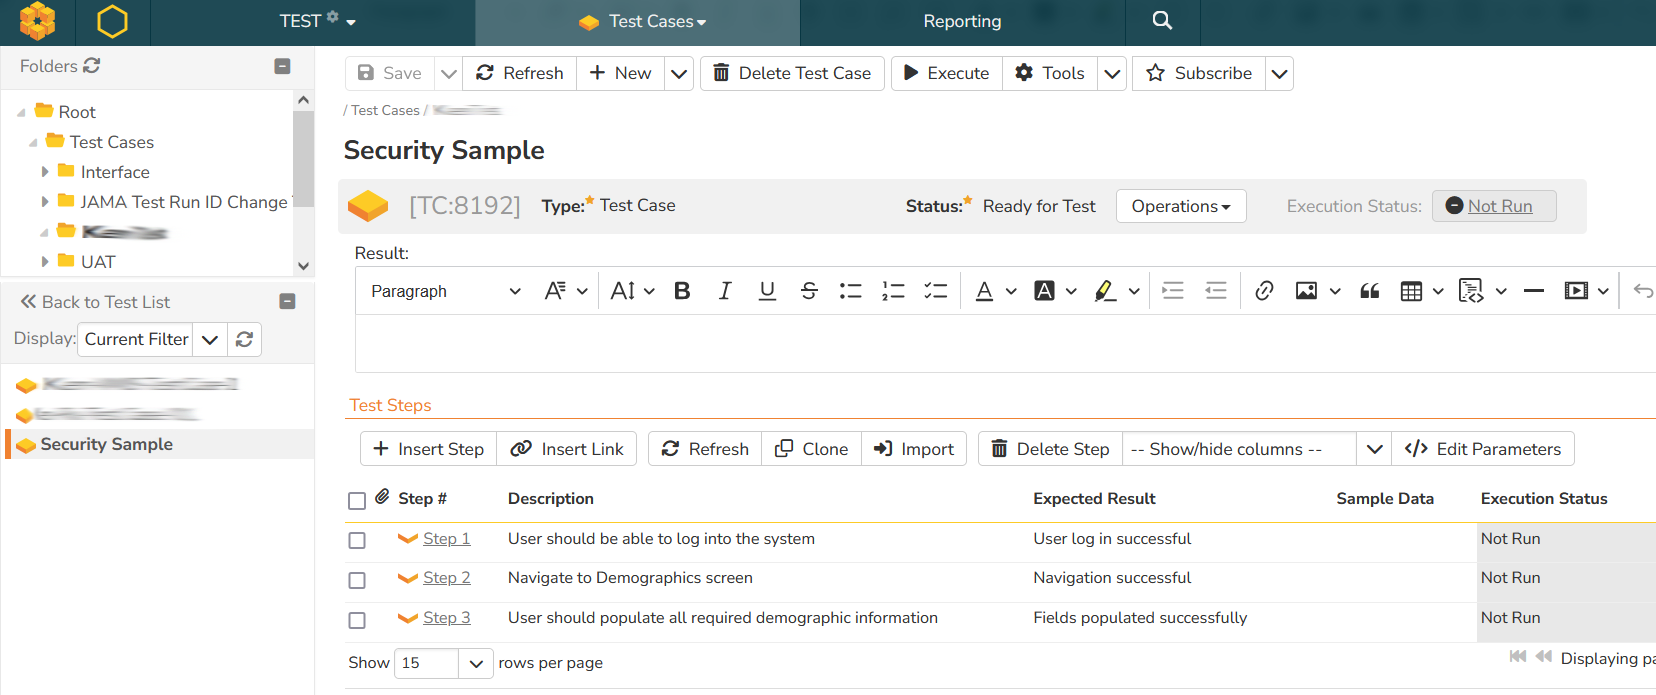 TEST
Test Cases
Reporting
Folders
Root
Test Cases
Interface
JAMA Test Run ID Change
UAT
Back to Test List
Display: Current Filter
Security Sample
Save Refresh New Delete Test Case Execute Tools Subscribe
/ Test Cases /
Security Sample
[TC:8192] Type:* Test Case Status:* Ready for Test Operations Execution Status: Not Run
Result:
Paragraph
Test Steps
Insert Step Insert Link Refresh Clone Import Delete Step -- Show/hide columns -- </> Edit Parameters
Step # Description Expected Result Sample Data Execution Status
Step 1 User should be able to log into the system User log in successful Not Run
Step 2 Navigate to Demographics screen Navigation successful Not Run
Step 3 User should populate all required demographic information Fields populated successfully Not Run
Show 15 rows per page
Displaying pa